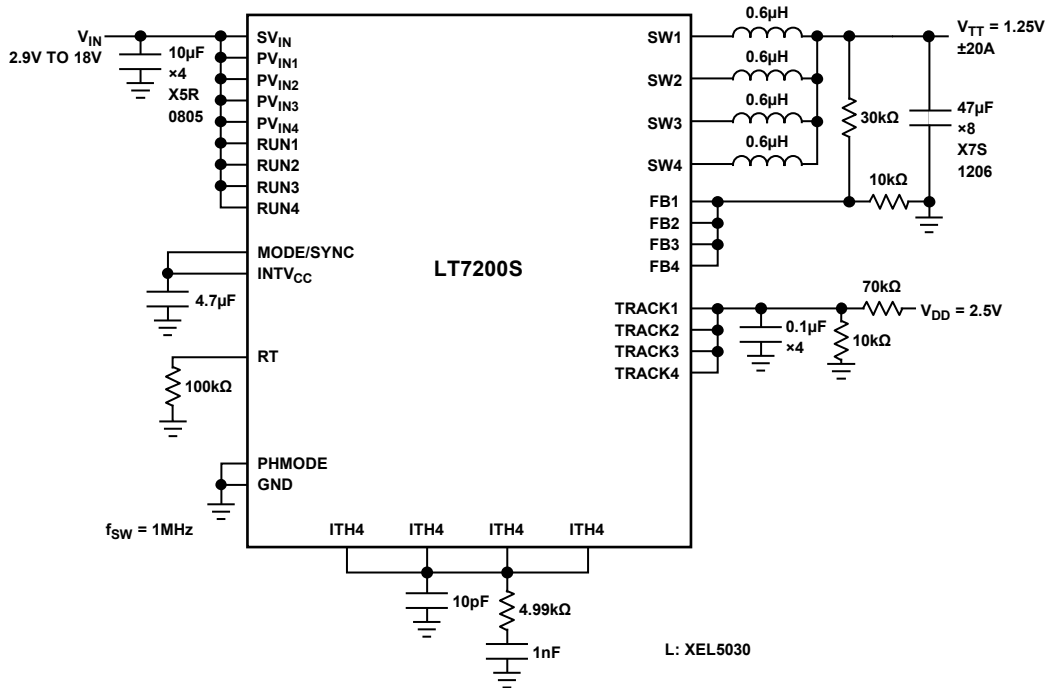 V_IN
2.9V TO 18V
10µF
×4
X5R
0805
SV_IN
PV_IN1
PV_IN2
PV_IN3
PV_IN4
RUN1
RUN2
RUN3
RUN4
MODE/SYNC
INTV_CC
4.7µF
RT
100kΩ
PHMODE
GND
f_SW = 1MHz
LT7200S
SW1
SW2
SW3
SW4
FB1
FB2
FB3
FB4
TRACK1
TRACK2
TRACK3
TRACK4
0.6µH
0.6µH
0.6µH
0.6µH
V_TT = 1.25V
±20A
30kΩ
47µF
×8
X7S
1206
10kΩ
70kΩ
V_DD = 2.5V
0.1µF
×4
10kΩ
ITH4
ITH4
ITH4
ITH4
10pF
4.99kΩ
1nF
L: XEL5030